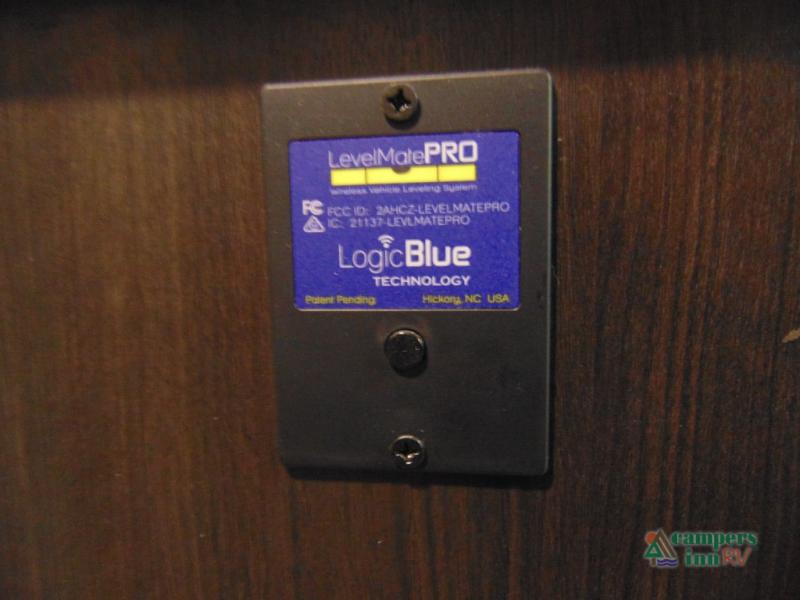 LevelMatePRO
Wireless Vehicle Leveling System
FC FCC ID: 2AHCZ-LEVELMATEPRO
IC: 21137-LEVLMATEPRO
LogicBlue
TECHNOLOGY
Patent Pending Hickory, NC USA
campers
inn RV